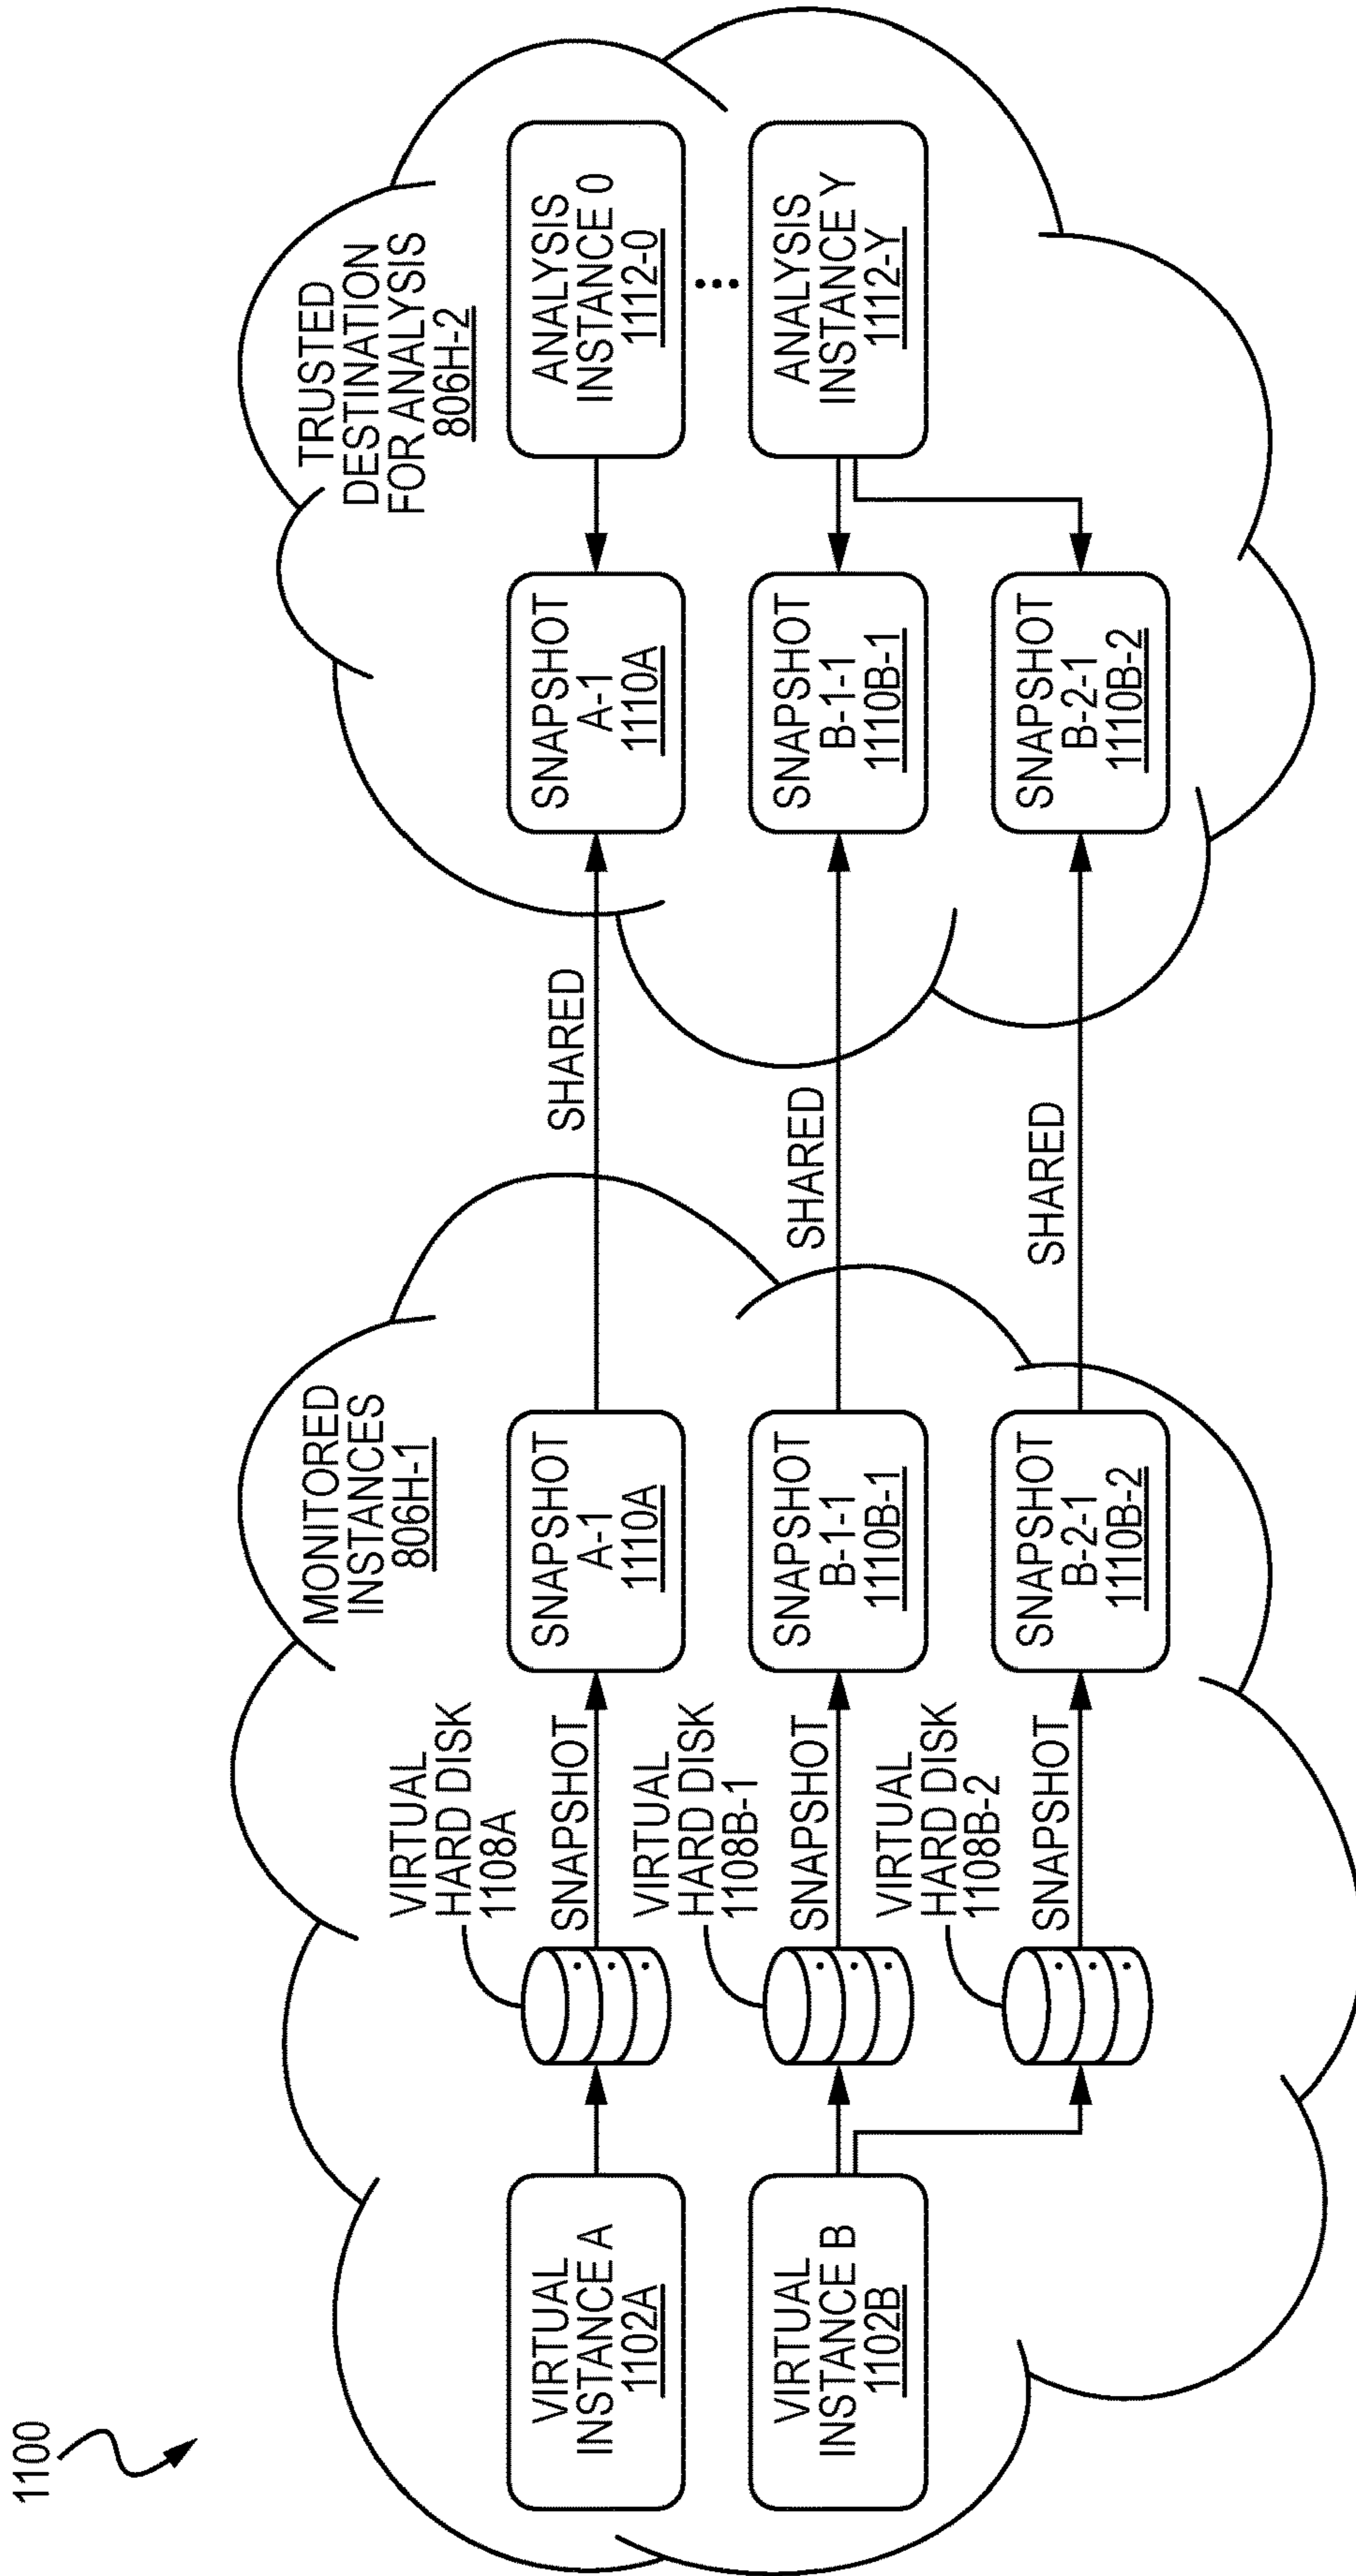 1100
MONITORED
INSTANCES
806H-1
VIRTUAL
INSTANCE A
1102A
VIRTUAL
HARD DISK
1108A
SNAPSHOT
SNAPSHOT
A-1
1110A
SHARED
VIRTUAL
INSTANCE B
1102B
VIRTUAL
HARD DISK
1108B-1
SNAPSHOT
SNAPSHOT
B-1-1
1110B-1
SHARED
VIRTUAL
HARD DISK
1108B-2
SNAPSHOT
SNAPSHOT
B-2-1
1110B-2
SHARED
TRUSTED
DESTINATION
FOR ANALYSIS
806H-2
SNAPSHOT
A-1
1110A
ANALYSIS
INSTANCE 0
1112-0
SNAPSHOT
B-1-1
1110B-1
ANALYSIS
INSTANCE Y
1112-Y
SNAPSHOT
B-2-1
1110B-2